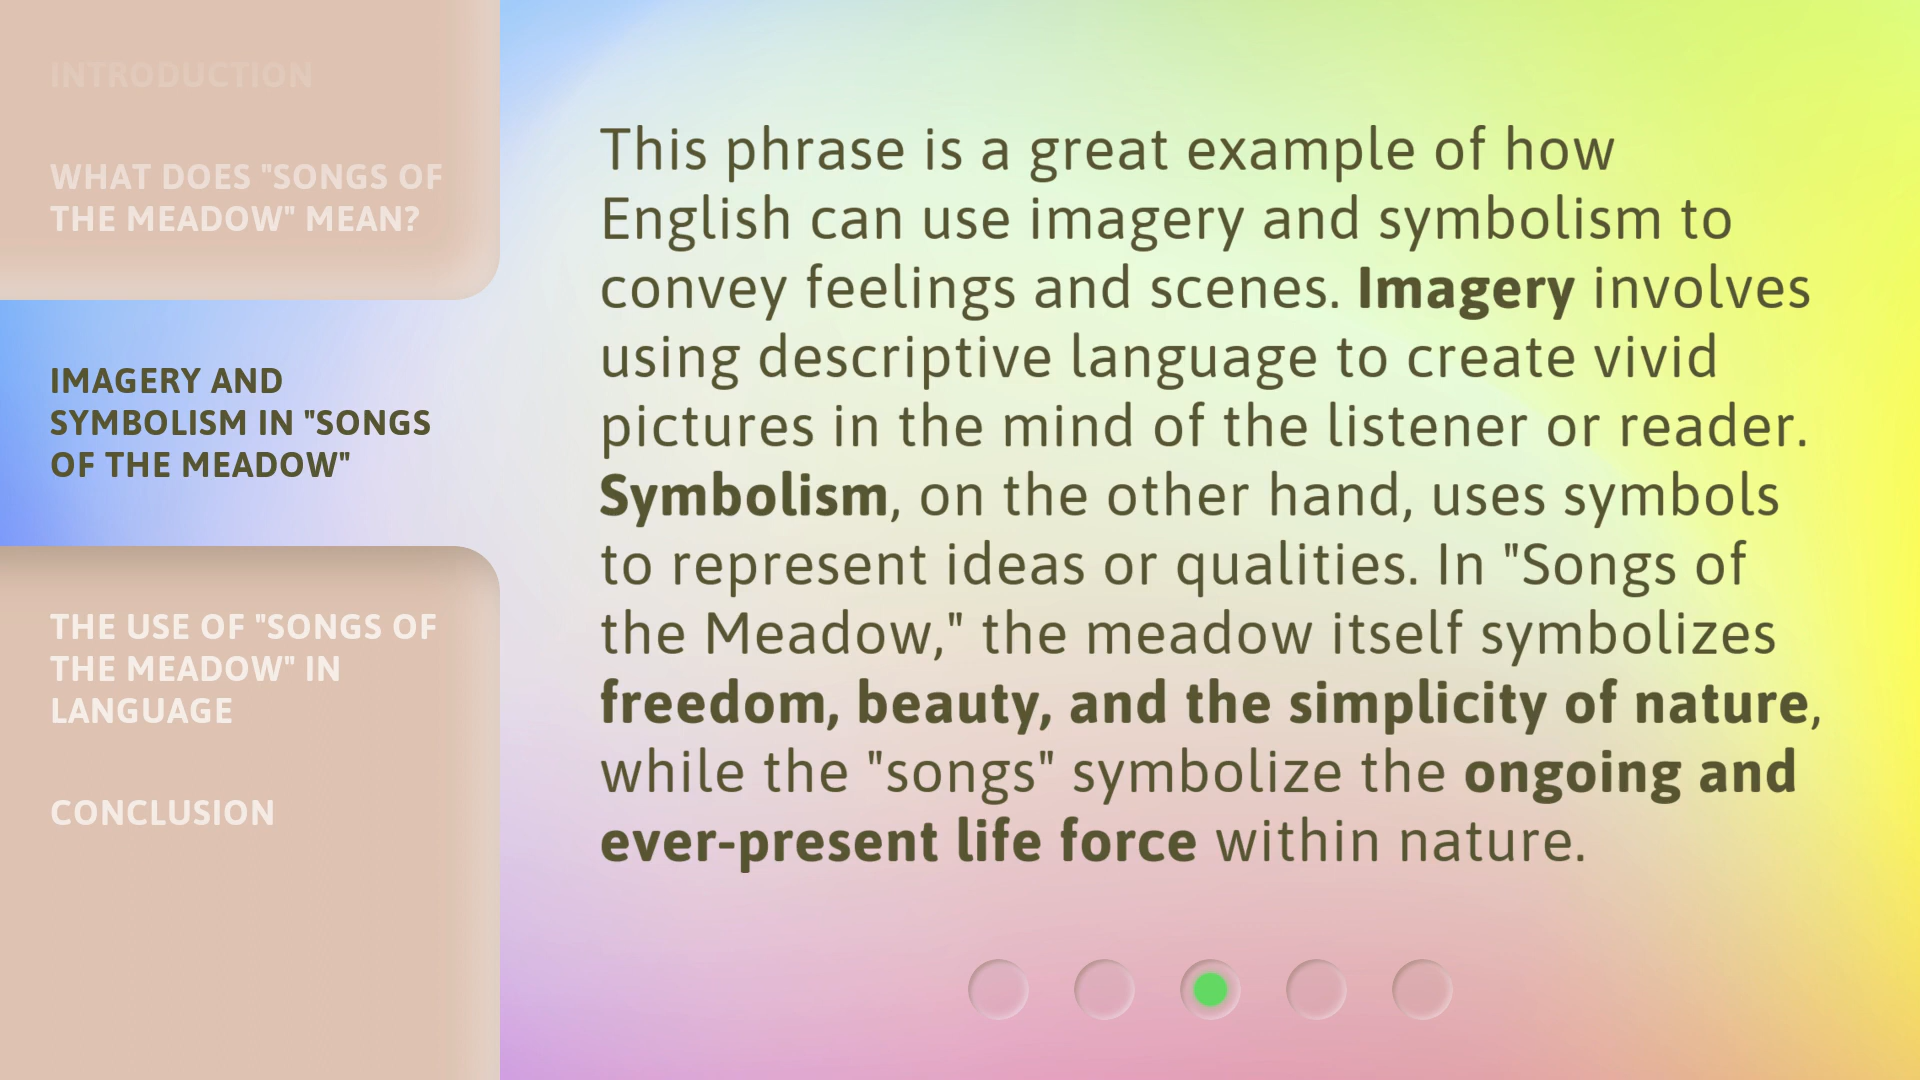 INTRODUCTION
WHAT DOES "SONGS OF
THE MEADOW" MEAN?
IMAGERY AND
SYMBOLISM IN "SONGS
OF THE MEADOW"
THE USE OF "SONGS OF
THE MEADOW" IN
LANGUAGE
CONCLUSION
This phrase is a great example of how
English can use imagery and symbolism to
convey feelings and scenes. Imagery involves
using descriptive language to create vivid
pictures in the mind of the listener or reader.
Symbolism, on the other hand, uses symbols
to represent ideas or qualities. In "Songs of
the Meadow," the meadow itself symbolizes
freedom, beauty, and the simplicity of nature,
while the "songs" symbolize the ongoing and
ever-present life force within nature.